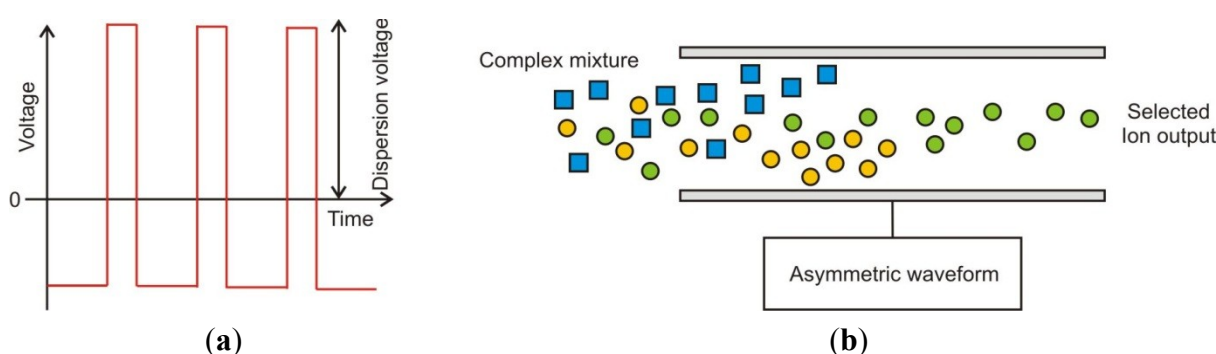 Voltage
0
Time
Dispersion voltage
(a)
Complex mixture
Selected
Ion output
Asymmetric waveform
(b)